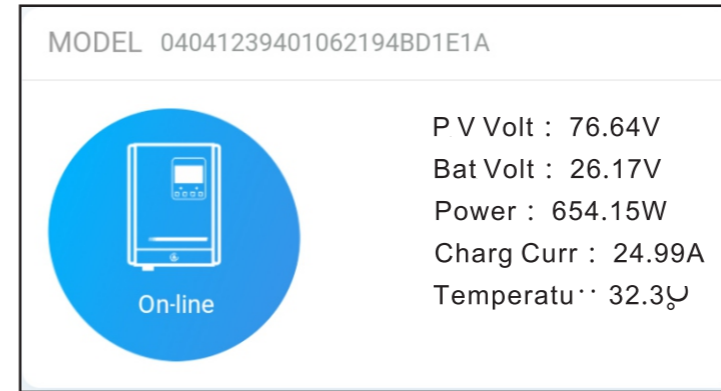 MODEL 04041239401062194BD1E1A
P V Volt : 76.64V
Bat Volt : 26.17V
Power : 654.15W
Charg Curr : 24.99A
Temperatu 32.3
On-line